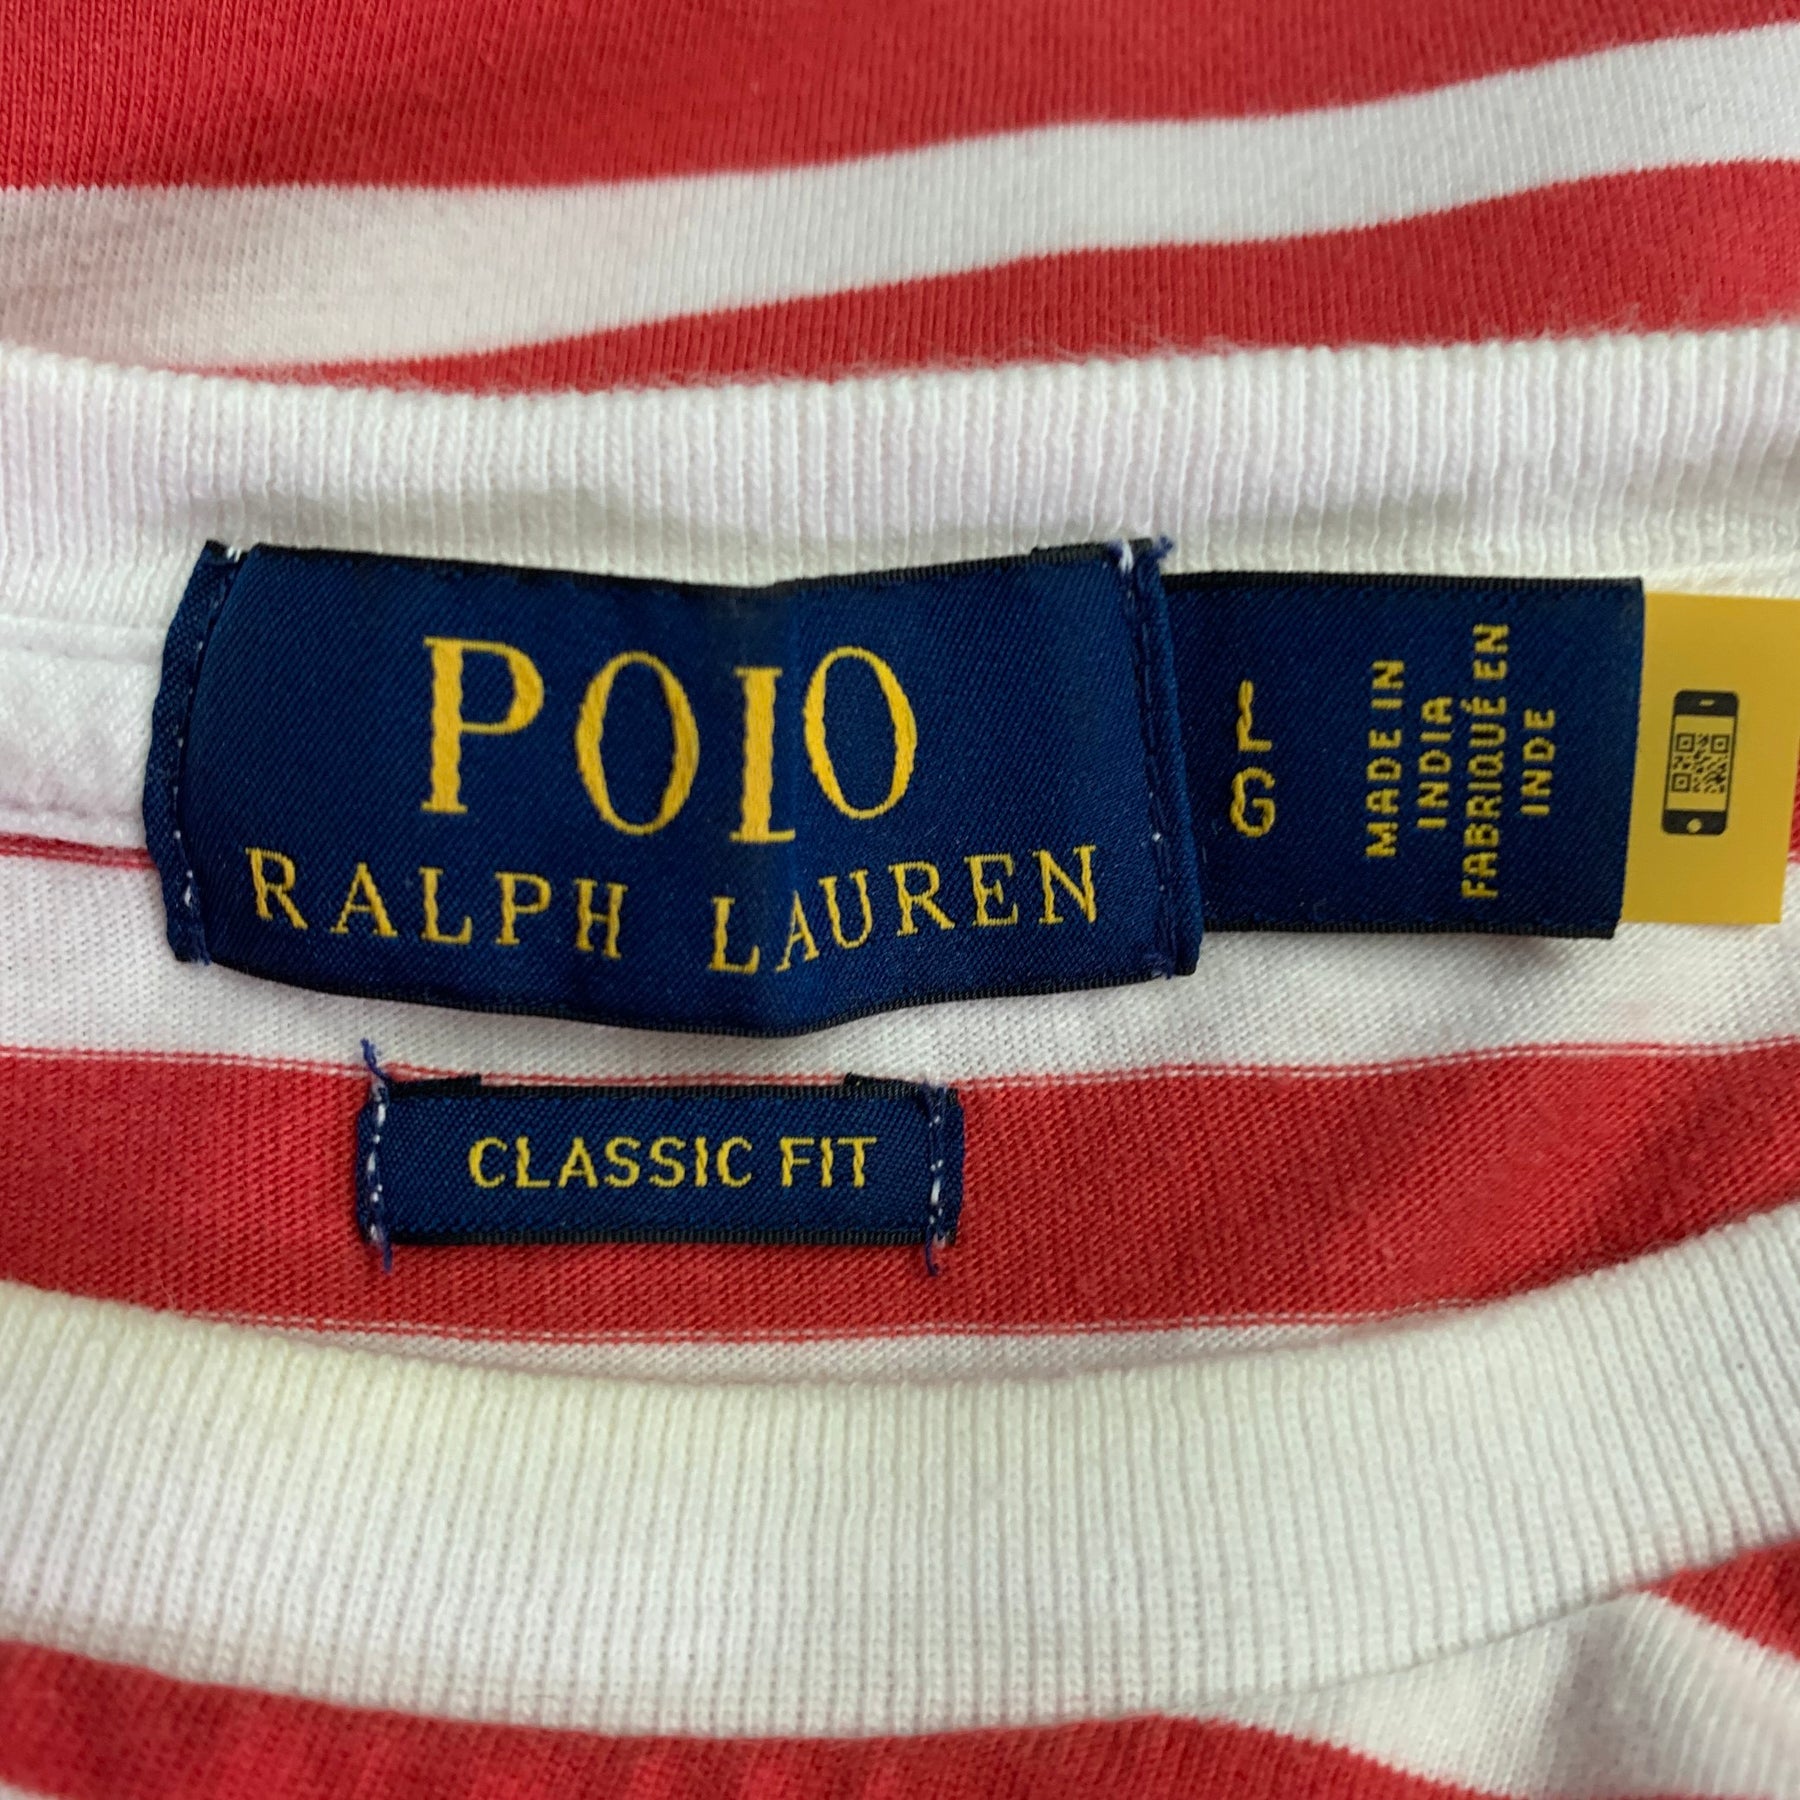 POLO
RALPH LAUREN
L
G
MADE IN
INDIA
FABRIQUÉ EN
INDE
CLASSIC FIT